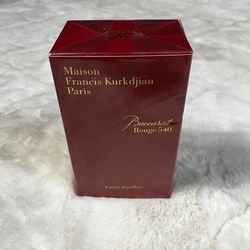 Maison
Francis Kurkdjian
Paris
Baccarat
Rouge 540
Extrait de parfum